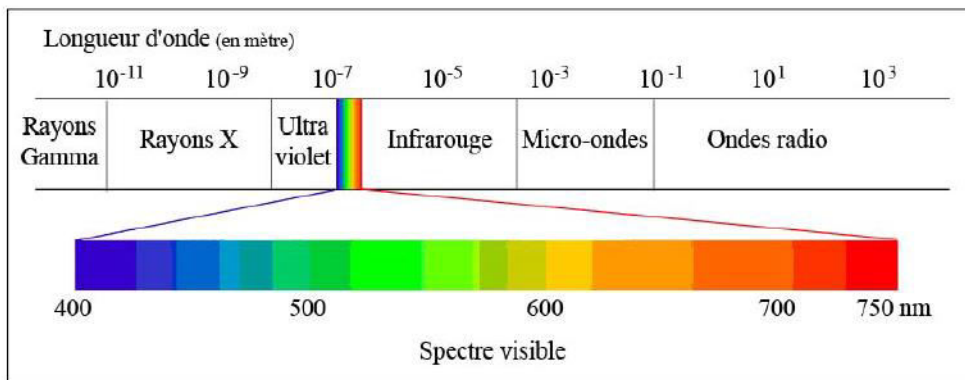 Longueur d'onde (en mètre)
10⁻¹¹ 10⁻⁹ 10⁻⁷ 10⁻⁵ 10⁻³ 10⁻¹ 10¹ 10³
Rayons Gamma
Rayons X
Ultra violet
Infrarouge
Micro-ondes
Ondes radio
400 500 600 700 750 nm
Spectre visible